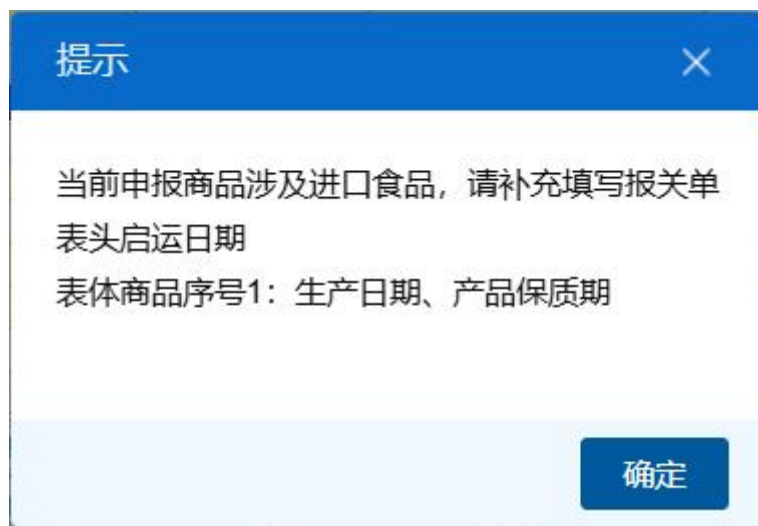 提示
当前申报商品涉及进口食品，请补充填写报关单
表头启运日期
表体商品序号1：生产日期、产品保质期
确定